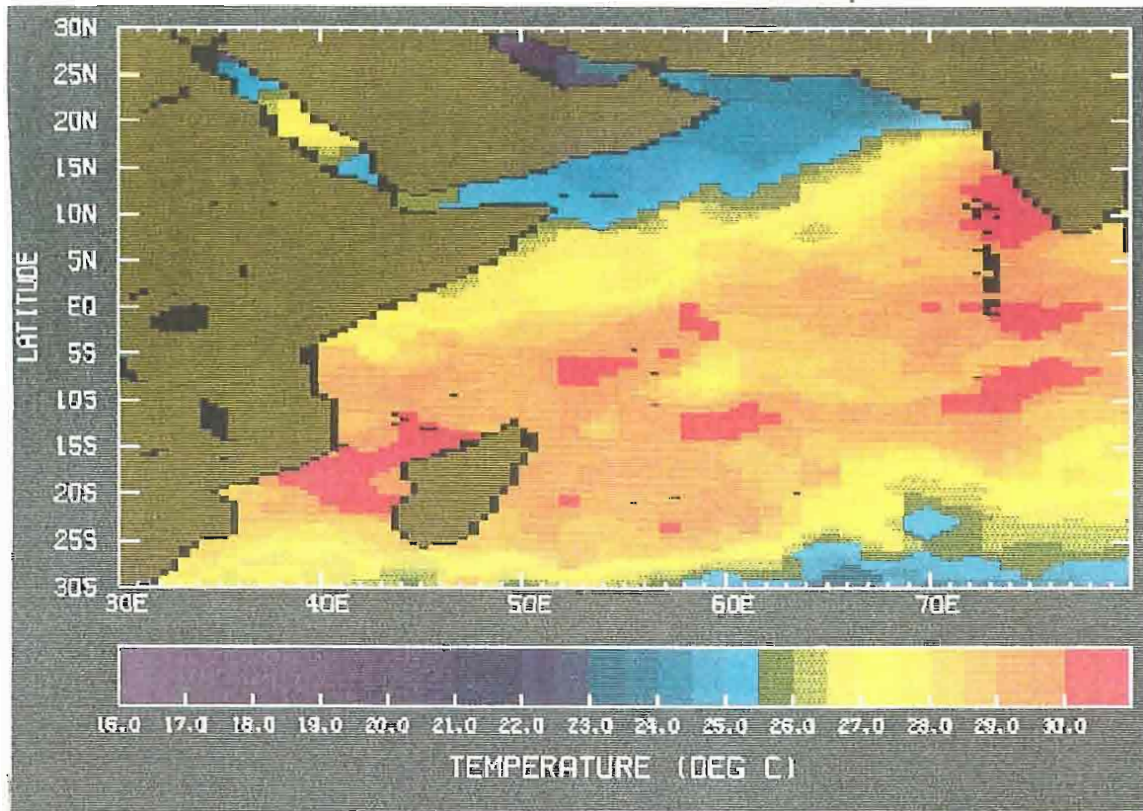 30N
25N
20N
15N
10N
5N
EQ
5S
10S
15S
20S
25S
30S
LATITUDE
30E 40E 50E 60E 70E
16.0 17.0 18.0 19.0 20.0 21.0 22.0 23.0 24.0 25.0 26.0 27.0 28.0 29.0 30.0
TEMPERATURE (DEG C)